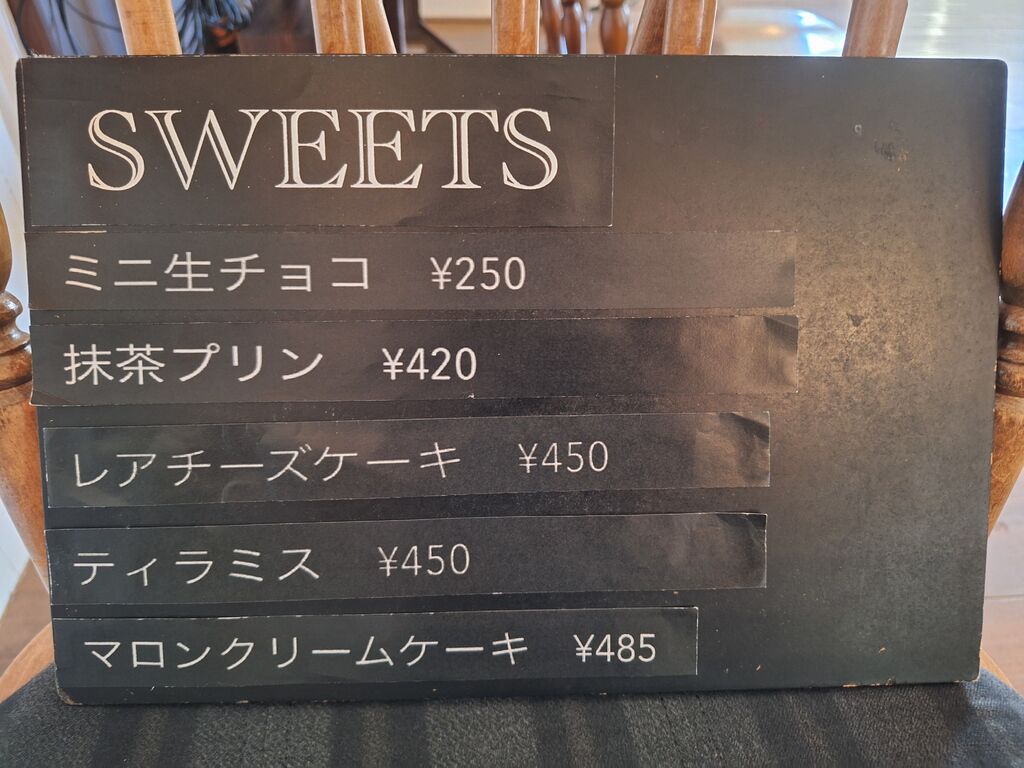 SWEETS
ミニ生チョコ ¥250
抹茶プリン ¥420
レアチーズケーキ ¥450
ティラミス ¥450
マロンクリームケーキ ¥485